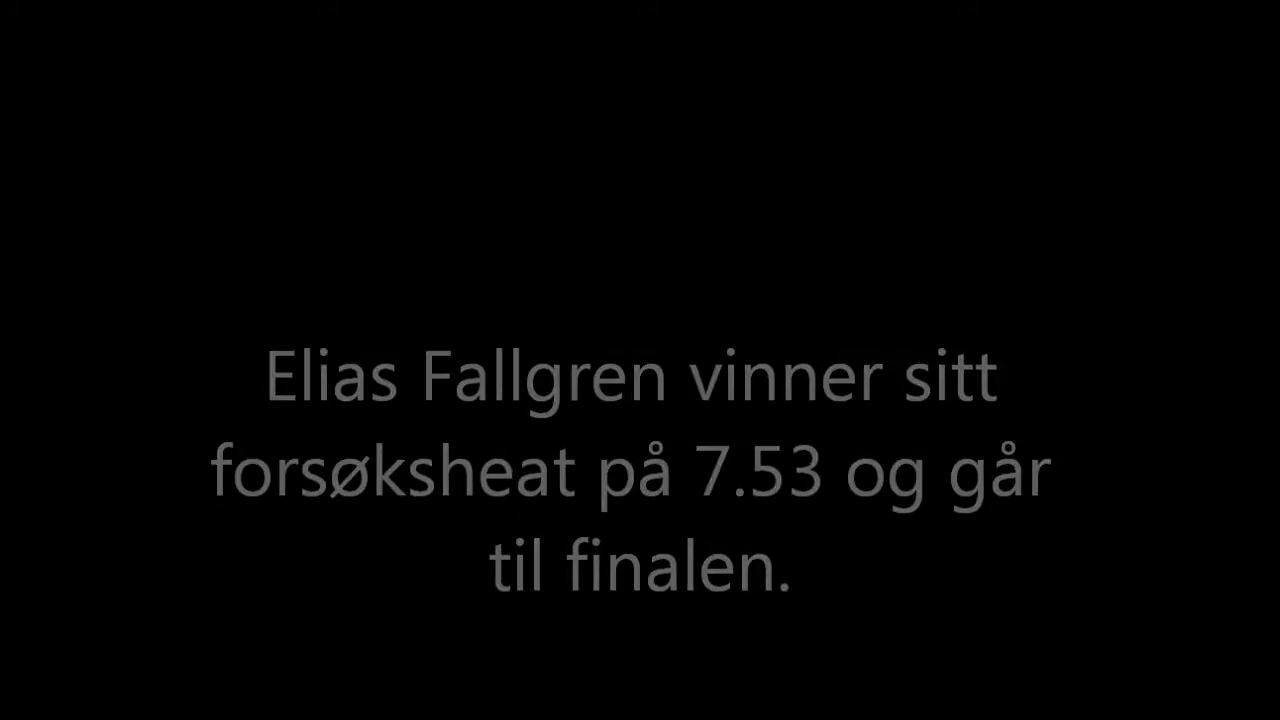 Elias Fallgren vinner sitt
forsøksheat på 7.53 og går
til finalen.